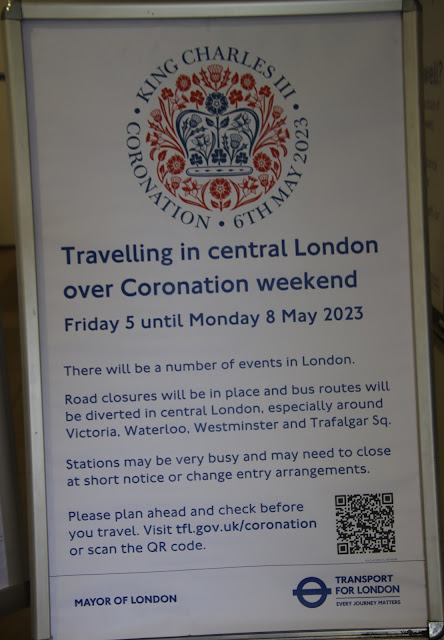 KING CHARLES III
CORONATION
6TH MAY 2023
Travelling in central London
over Coronation weekend
Friday 5 until Monday 8 May 2023
There will be a number of events in London.
Road closures will be in place and bus routes will
be diverted in central London, especially around
Victoria, Waterloo, Westminster and Trafalgar Sq.
Stations may be very busy and may need to close
at short notice or change entry arrangements.
Please plan ahead and check before
you travel. Visit tfl.gov.uk/coronation
or scan the QR code.
MAYOR OF LONDON
TRANSPORT
FOR LONDON
EVERY JOURNEY MATTERS